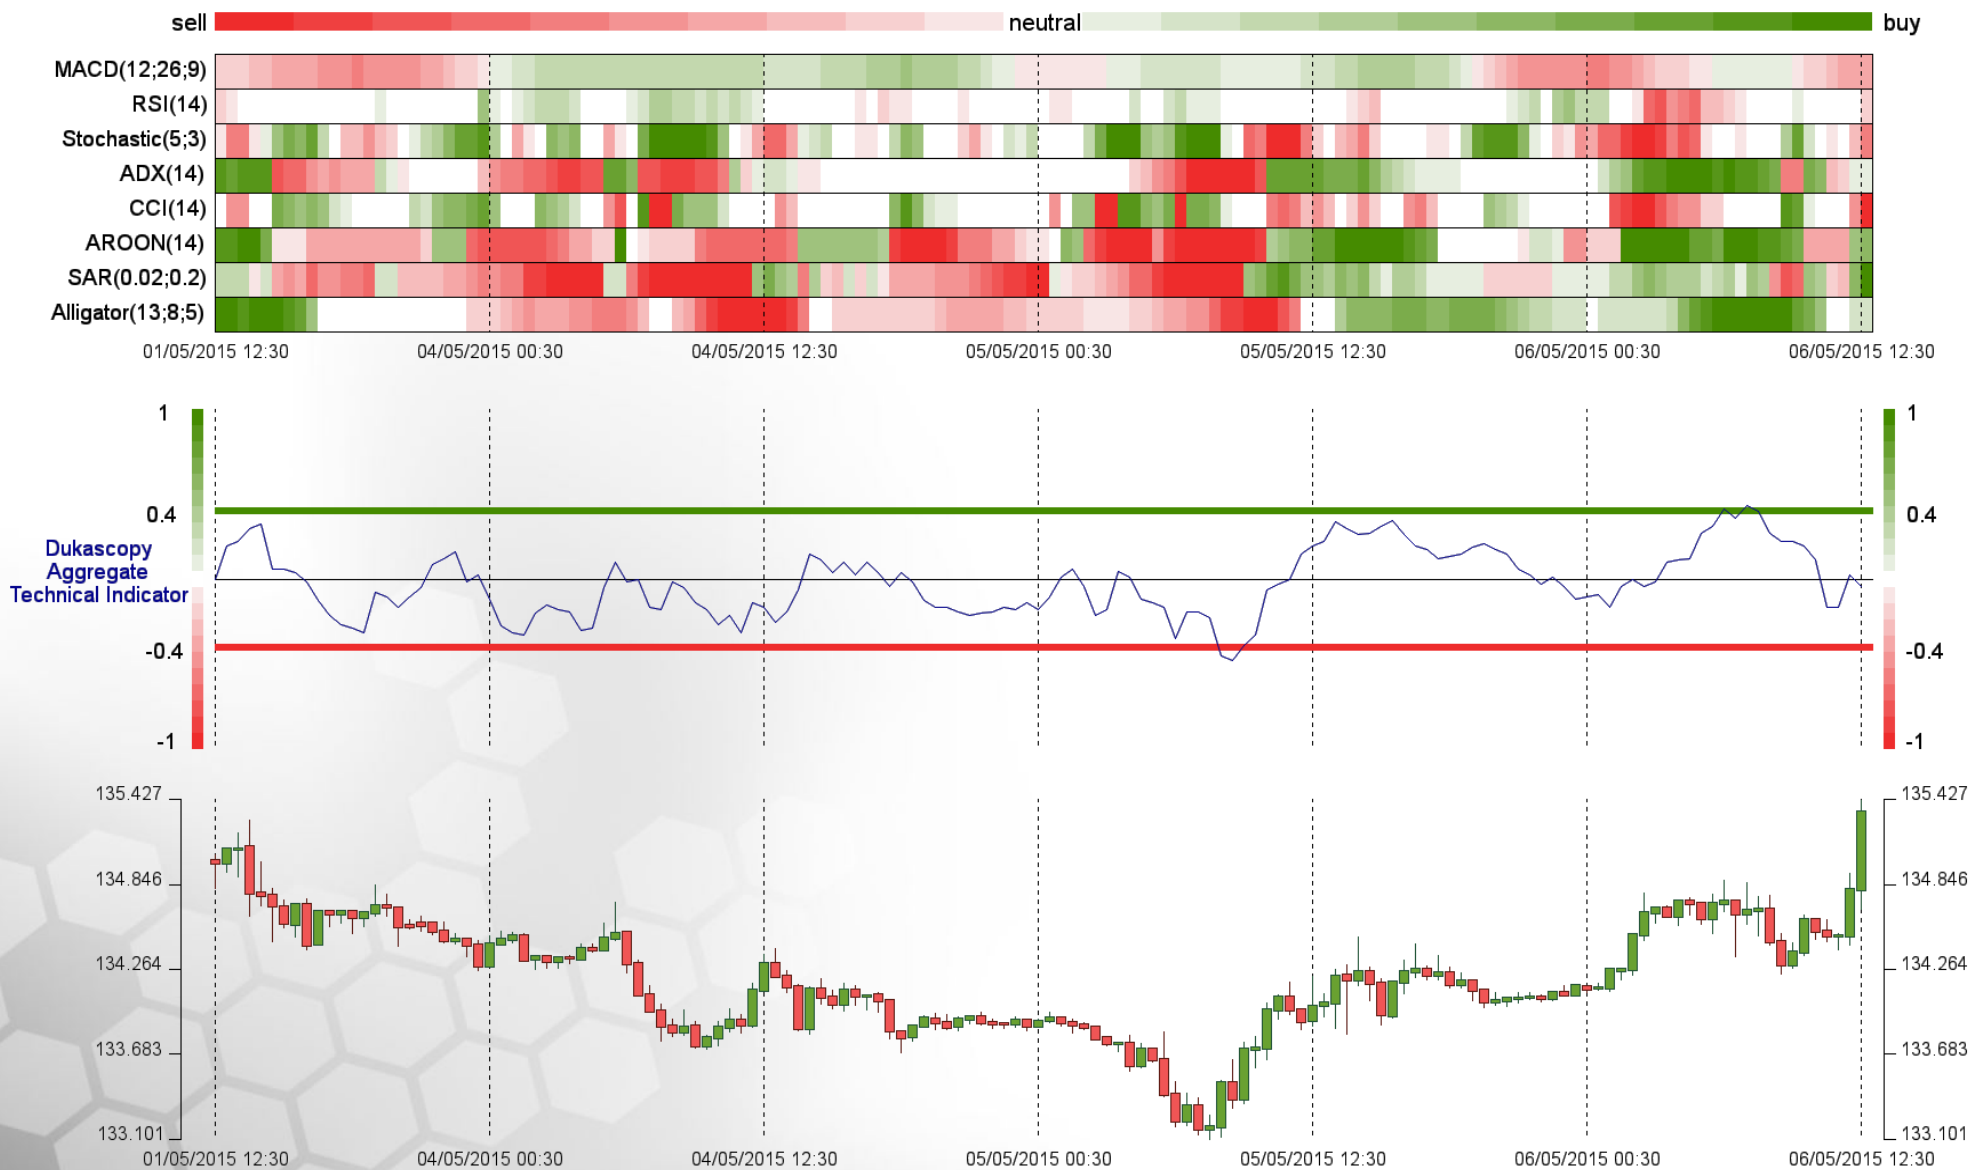 sell neutral buy
MACD(12;26;9)
RSI(14)
Stochastic(5;3)
ADX(14)
CCI(14)
AROON(14)
SAR(0.02;0.2)
Alligator(13;8;5)
01/05/2015 12:30 04/05/2015 00:30 04/05/2015 12:30 05/05/2015 00:30 05/05/2015 12:30 06/05/2015 00:30 06/05/2015 12:30
1 1
0.4 0.4
Dukascopy
Aggregate
Technical Indicator
-0.4 -0.4
-1 -1
135.427 135.427
134.846 134.846
134.264 134.264
133.683 133.683
133.101 133.101
01/05/2015 12:30 04/05/2015 00:30 04/05/2015 12:30 05/05/2015 00:30 05/05/2015 12:30 06/05/2015 00:30 06/05/2015 12:30